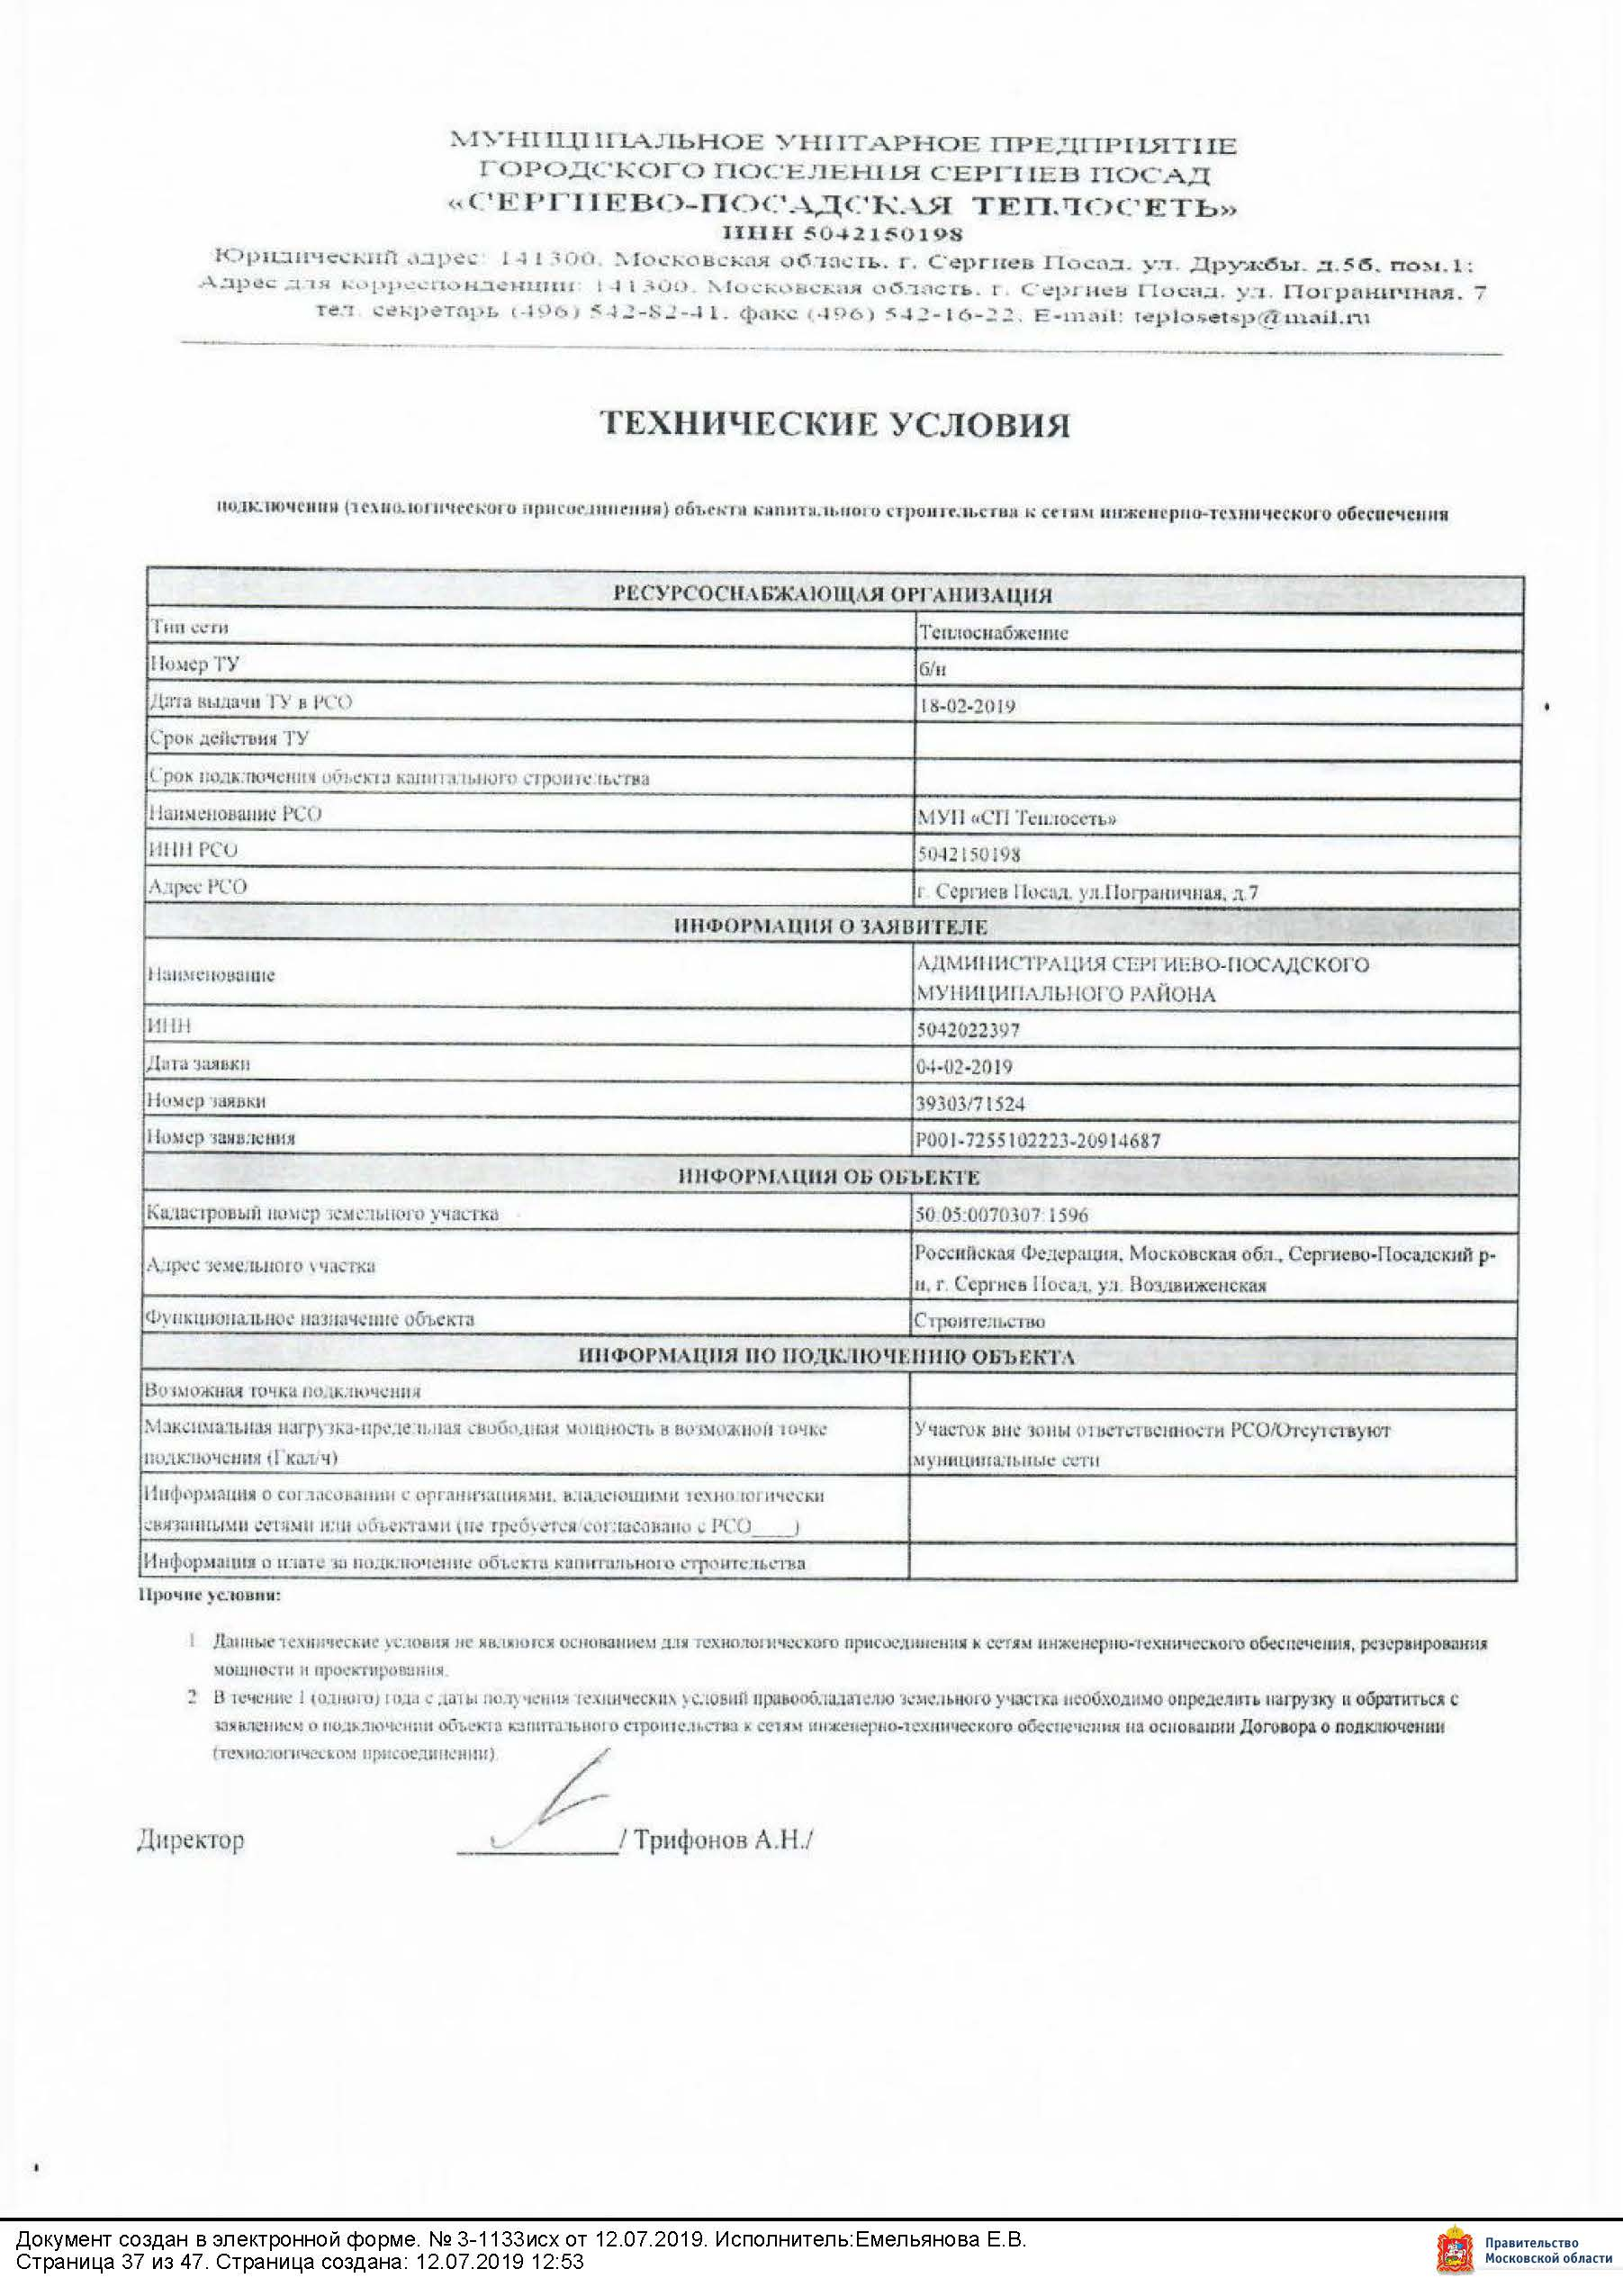 МУНИЦИПАЛЬНОЕ УНИТАРНОЕ ПРЕДПРИЯТИЕ
ГОРОДСКОГО ПОСЕЛЕНИЯ СЕРГИЕВ ПОСАД
«СЕРГИЕВО-ПОСАДСКАЯ ТЕПЛОСЕТЬ»
ИНН 5042150198
Юридический адрес: 141300, Московская область, г. Сергиев Посад, ул. Дружбы, д.5б, пом.1;
Адрес для корреспонденции: 141300, Московская область, г. Сергиев Посад, ул. Пограничная, 7
тел. секретарь (496) 542-82-41, факс (496) 542-16-22, E-mail: teplosetsp@mail.ru
ТЕХНИЧЕСКИЕ УСЛОВИЯ
подключения (технологического присоединения) объекта капитального строительства к сетям инженерно-технического обеспечения
РЕСУРСОСНАБЖАЮЩАЯ ОРГАНИЗАЦИЯ
Тип сети Теплоснабжение
Номер ТУ б/н
Дата выдачи ТУ в РСО 18-02-2019
Срок действия ТУ
Срок подключения объекта капитального строительства
Наименование РСО МУП «СП Теплосеть»
ИНН РСО 5042150198
Адрес РСО г. Сергиев Посад, ул.Пограничная, д.7
ИНФОРМАЦИЯ О ЗАЯВИТЕЛЕ
Наименование АДМИНИСТРАЦИЯ СЕРГИЕВО-ПОСАДСКОГО
МУНИЦИПАЛЬНОГО РАЙОНА
ИНН 5042022397
Дата заявки 04-02-2019
Номер заявки 39303/71524
Номер заявления P001-7255102223-20914687
ИНФОРМАЦИЯ ОБ ОБЪЕКТЕ
Кадастровый номер земельного участка 50:05:0070307:1596
Адрес земельного участка Российская Федерация, Московская обл., Сергиево-Посадский р-
н, г. Сергиев Посад, ул. Воздвиженская
Функциональное назначение объекта Строительство
ИНФОРМАЦИЯ ПО ПОДКЛЮЧЕНИЮ ОБЪЕКТА
Возможная точка подключения
Максимальная нагрузка-предельная свободная мощность в возможной точке
подключения (Гкал/ч)
Участок вне зоны ответственности РСО/Отсутствуют
муниципальные сети
Информация о согласовании с организациями, владеющими технологически
связанными сетями или объектами (не требуется/согласовано с РСО____)
Информация о плате за подключение объекта капитального строительства
Прочие условия:
1 Данные технические условия не являются основанием для технологического присоединения к сетям инженерно-технического обеспечения, резервирования
мощности и проектирования.
2 В течение 1 (одного) года с даты получения технических условий правообладателю земельного участка необходимо определить нагрузку и обратиться с
заявлением о подключении объекта капитального строительства к сетям инженерно-технического обеспечения на основании Договора о подключении
(технологическом присоединении).
Директор ____________/ Трифонов А.Н./
Документ создан в электронной форме. № 3-1133исх от 12.07.2019. Исполнитель:Емельянова Е.В.
Страница 37 из 47. Страница создана: 12.07.2019 12:53
Правительство
Московской области